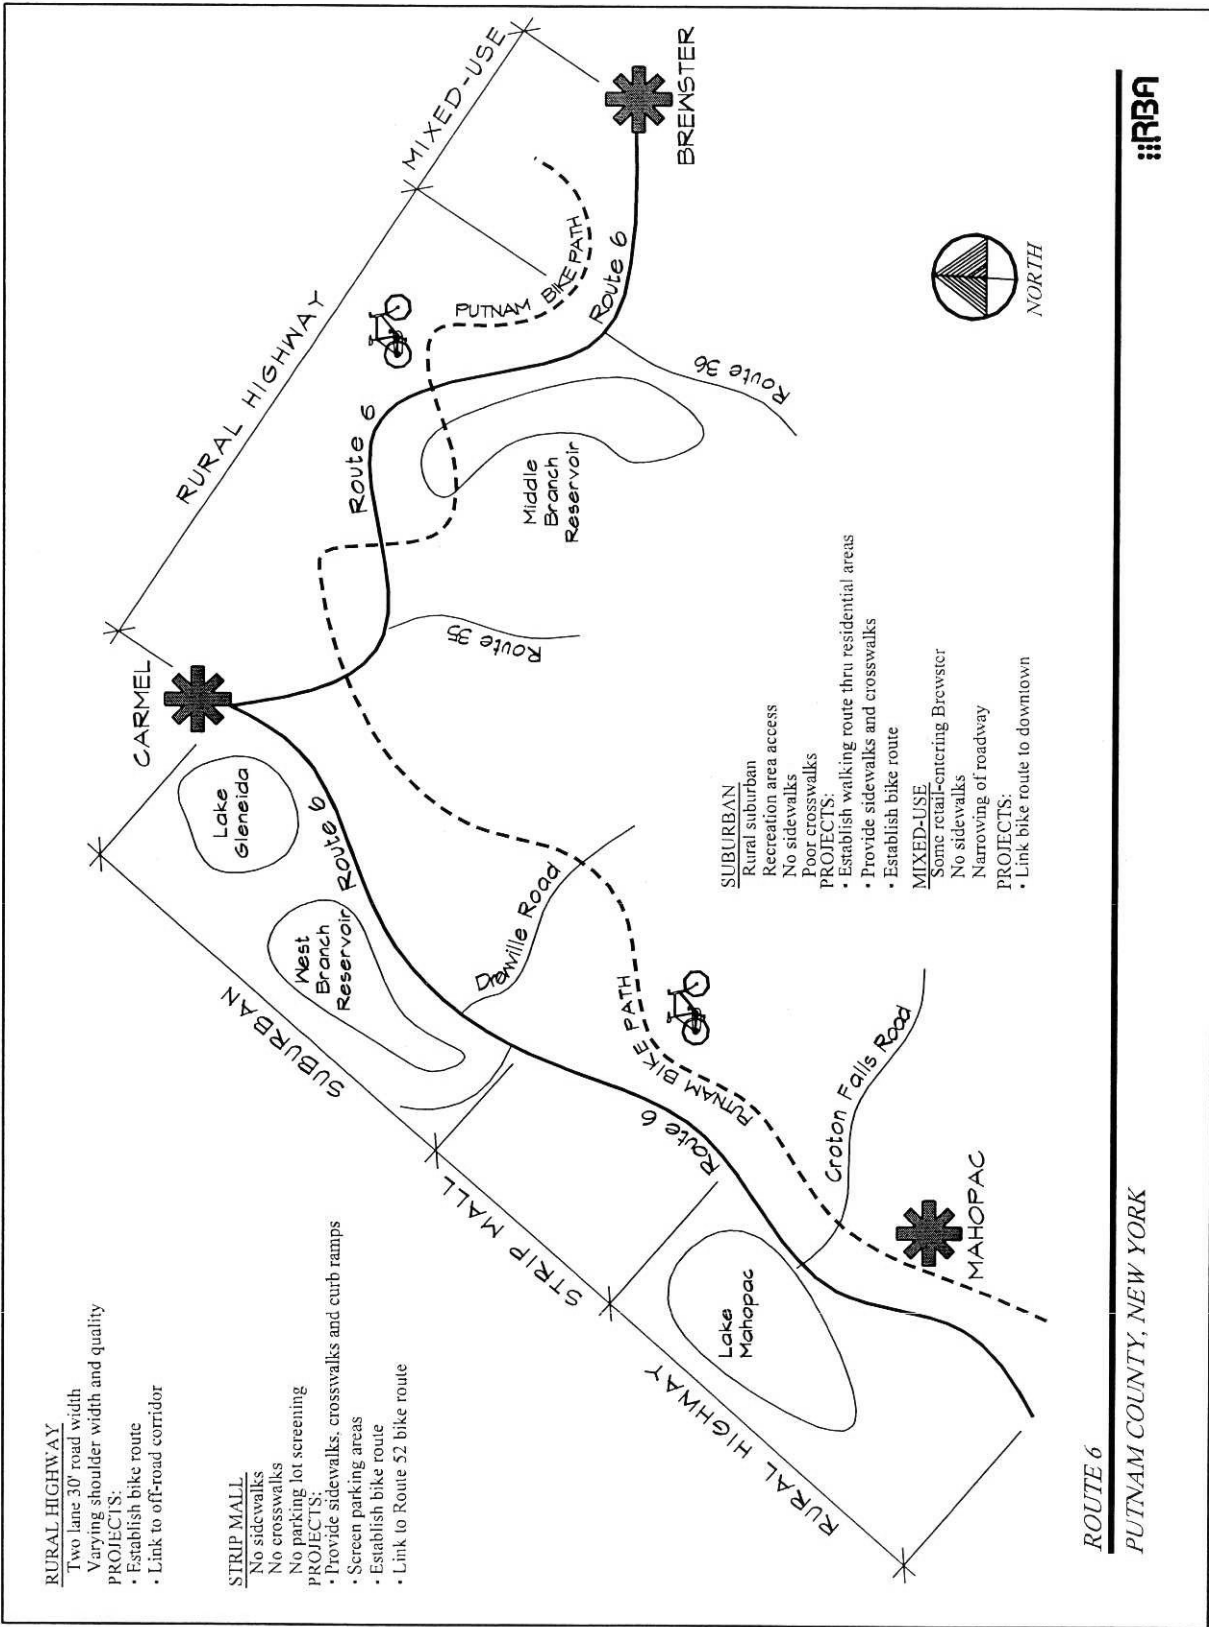 RURAL HIGHWAY
Two lane 30' road width
Varying shoulder width and quality
PROJECTS:
· Establish bike route
· Link to off-road corridor
STRIP MALL
No sidewalks
No crosswalks
No parking lot screening
PROJECTS:
· Provide sidewalks, crosswalks and curb ramps
· Screen parking areas
· Establish bike route
· Link to Route 52 bike route
SUBURBAN
CARMEL
RURAL HIGHWAY
MIXED-USE
Lake
Gleneida
West
Branch
Reservoir
Route 6
Route 6
PUTNAM BIKE PATH
BREWSTER
Route 35
Middle
Branch
Reservoir
Route 6
Route 36
STRIP MALL
Drewville Road
RURAL HIGHWAY
Lake
Mahopac
Route 6
PUTNAM BIKE PATH
Croton Falls Road
MAHOPAC
SUBURBAN
Rural suburban
Recreation area access
No sidewalks
Poor crosswalks
PROJECTS:
· Establish walking route thru residential areas
· Provide sidewalks and crosswalks
· Establish bike route
MIXED-USE
Some retail-entering Brewster
No sidewalks
Narrowing of roadway
PROJECTS:
· Link bike route to downtown
NORTH
ROUTE 6
PUTNAM COUNTY, NEW YORK
RBA